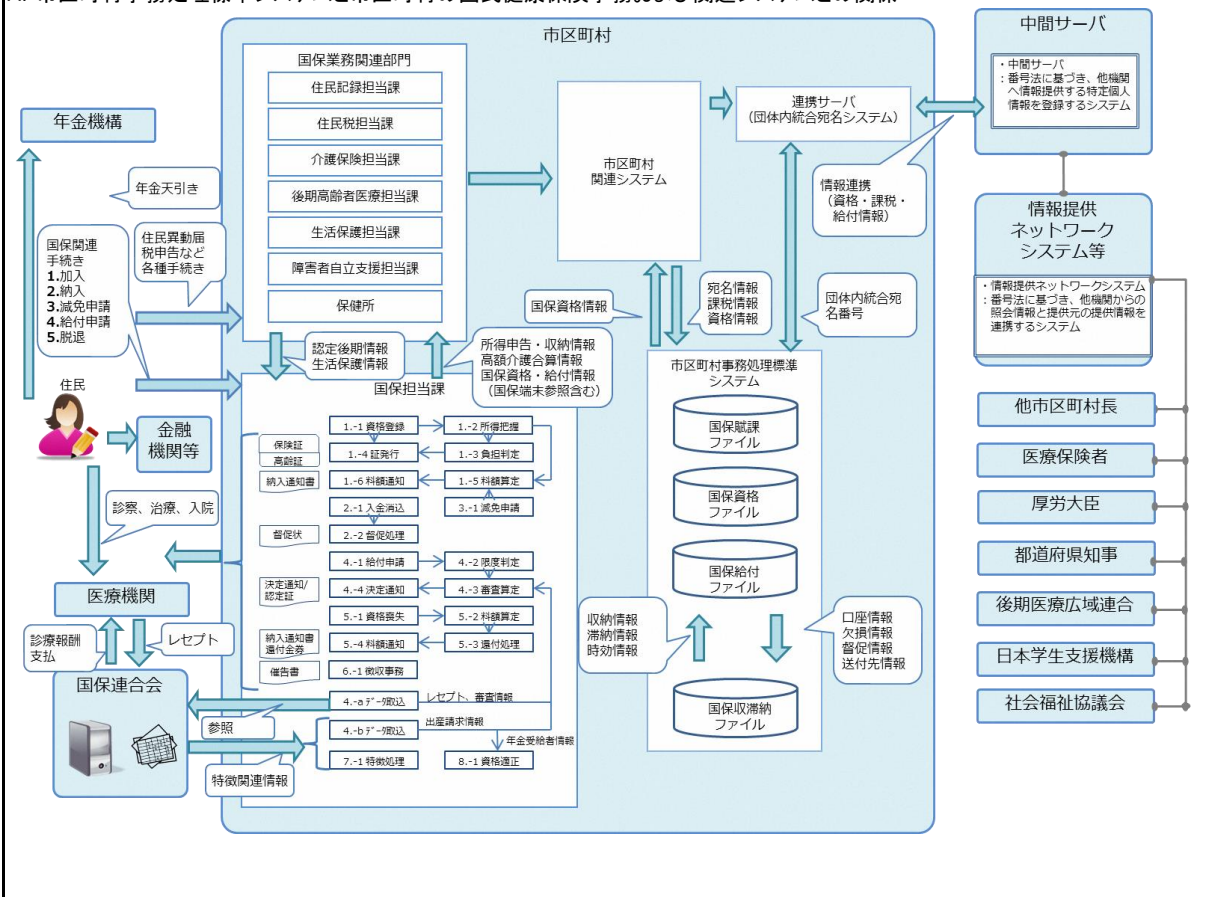 市区町村
国保業務関連部門
住民記録担当課
住民税担当課
介護保険担当課
後期高齢者医療担当課
生活保護担当課
障害者自立支援担当課
保健所
市区町村
関連システム
連携サーバ
（団体内統合宛名システム）
中間サーバ
・中間サーバ
：番号法に基づき、他機関
へ情報提供する特定個人
情報を登録するシステム
年金機構
年金天引き
国保関連
手続き
1.加入
2.納入
3.減免申請
4.給付申請
5.脱退
住民異動届
税申告など
各種手続き
情報連携
（資格・課税・
給付情報）
情報提供
ネットワーク
システム等
・情報提供ネットワークシステム
：番号法に基づき、他機関からの
照会情報と提供元の提供情報を
連携するシステム
国保資格情報
宛名情報
課税情報
資格情報
団体内統合宛
名番号
認定後期情報
生活保護情報
所得申告・収納情報
高額介護合算情報
国保資格・給付情報
（国保端末参照含む）
住民
金融
機関等
診察、治療、入院
医療機関
診療報酬
支払
レセプト
国保連合会
参照
特徴関連情報
国保担当課
保険証
高齢証
納入通知書
督促状
決定通知/
認定証
納入通知書
還付金券
催告書
1.-1 資格登録
1.-2 所得把握
1.-4 証発行
1.-3 負担判定
1.-6 料額通知
1.-5 料額算定
2.-1 入金消込
3.-1 減免申請
2.-2 督促処理
4.-1 給付申請
4.-2 限度判定
4.-4 決定通知
4.-3 審査算定
5.-1 資格喪失
5.-2 料額算定
5.-4 料額通知
5.-3 還付処理
6.-1 徴収事務
4.-a ﾃﾞｰﾀ取込
レセプト、審査情報
4.-b ﾃﾞｰﾀ取込
出産請求情報
年金受給者情報
7.-1 特徴処理
8.-1 資格適正
市区町村事務処理標準
システム
国保賦課
ファイル
国保資格
ファイル
国保給付
ファイル
収納情報
滞納情報
時効情報
口座情報
欠損情報
督促情報
送付先情報
国保収滞納
ファイル
他市区町村長
医療保険者
厚労大臣
都道府県知事
後期医療広域連合
日本学生支援機構
社会福祉協議会